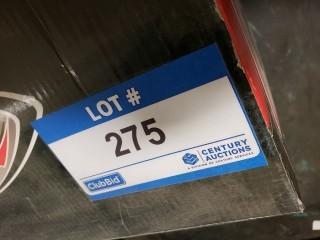 LOT #
275
ClubBid
CENTURY
AUCTIONS